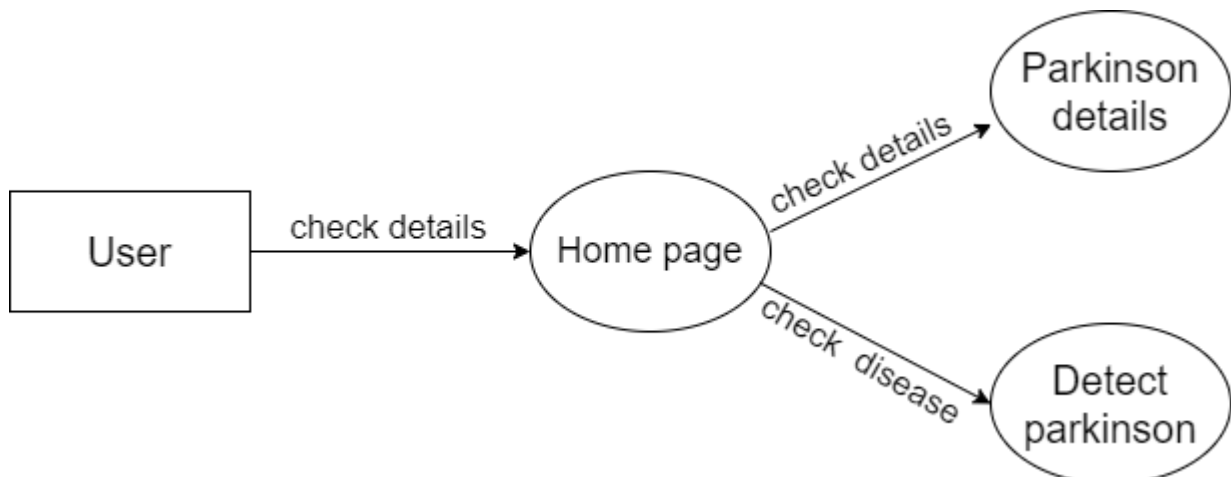 User
check details
Home page
check details
Parkinson
details
check disease
Detect
parkinson